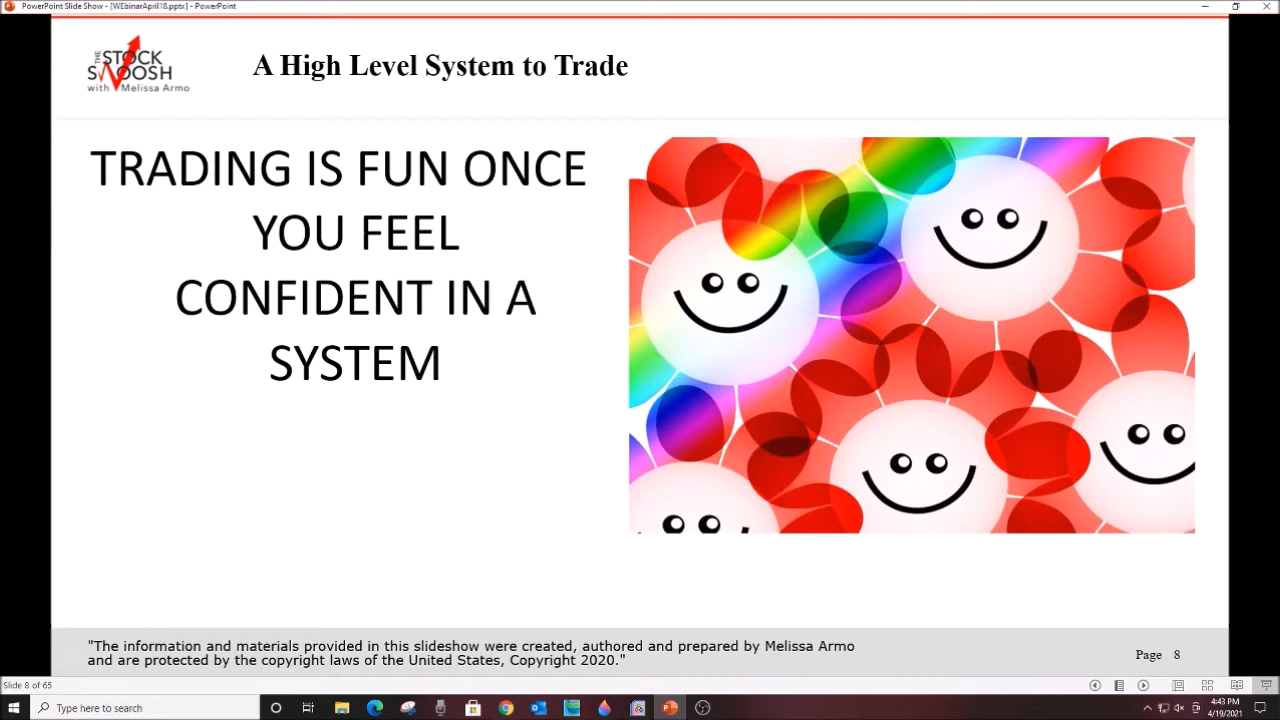 PowerPoint Slide Show - [WEbinarApril18.pptx] - PowerPoint
THE STOCK
SWOOSH
with Melissa Armo
A High Level System to Trade
TRADING IS FUN ONCE
YOU FEEL
CONFIDENT IN A
SYSTEM
"The information and materials provided in this slideshow were created, authored and prepared by Melissa Armo
and are protected by the copyright laws of the United States, Copyright 2020."
Page 8
Slide 8 of 65
Type here to search
4:43 PM
4/19/2021